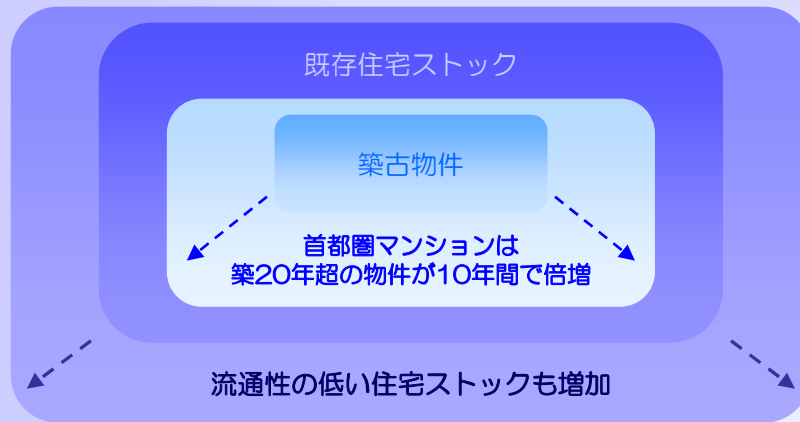 既存住宅ストック
築古物件
首都圏マンションは
築20年超の物件が10年間で倍増
流通性の低い住宅ストックも増加